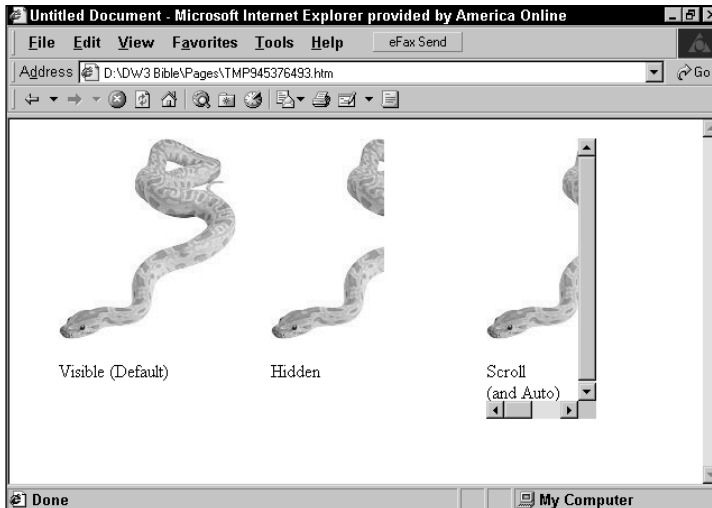 Untitled Document - Microsoft Internet Explorer provided by America Online
File Edit View Favorites Tools Help eFax Send
Address D:\DW3 Bible\Pages\TMP945376493.htm Go
Visible (Default) Hidden Scroll
(and Auto)
Done My Computer